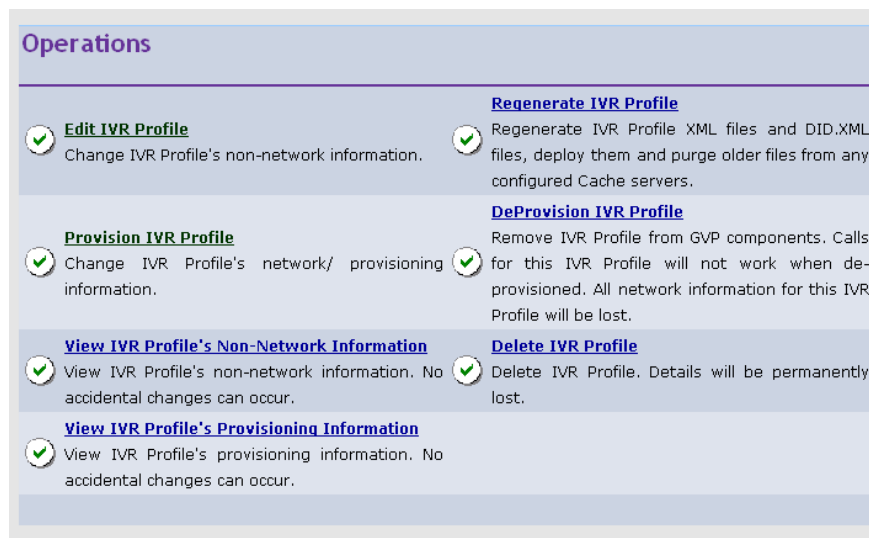 Operations
Edit IVR Profile
Change IVR Profile's non-network information.
Regenerate IVR Profile
Regenerate IVR Profile XML files and DID.XML
files, deploy them and purge older files from any
configured Cache servers.
Provision IVR Profile
Change IVR Profile's network/ provisioning
information.
DeProvision IVR Profile
Remove IVR Profile from GVP components. Calls
for this IVR Profile will not work when de-
provisioned. All network information for this IVR
Profile will be lost.
View IVR Profile's Non-Network Information
View IVR Profile's non-network information. No
accidental changes can occur.
Delete IVR Profile
Delete IVR Profile. Details will be permanently
lost.
View IVR Profile's Provisioning Information
View IVR Profile's provisioning information. No
accidental changes can occur.